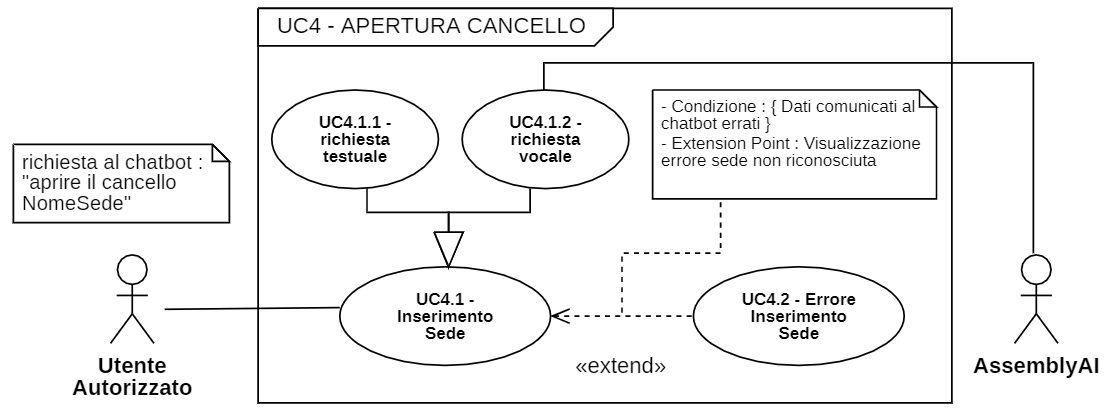 UC4 - APERTURA CANCELLO
UC4.1.1 -
richiesta
testuale
UC4.1.2 -
richiesta
vocale
- Condizione : { Dati comunicati al
chatbot errati }
- Extension Point : Visualizzazione
errore sede non riconosciuta
richiesta al chatbot :
"aprire il cancello
NomeSede"
UC4.1 -
Inserimento
Sede
UC4.2 - Errore
Inserimento
Sede
«extend»
Utente
Autorizzato
AssemblyAI